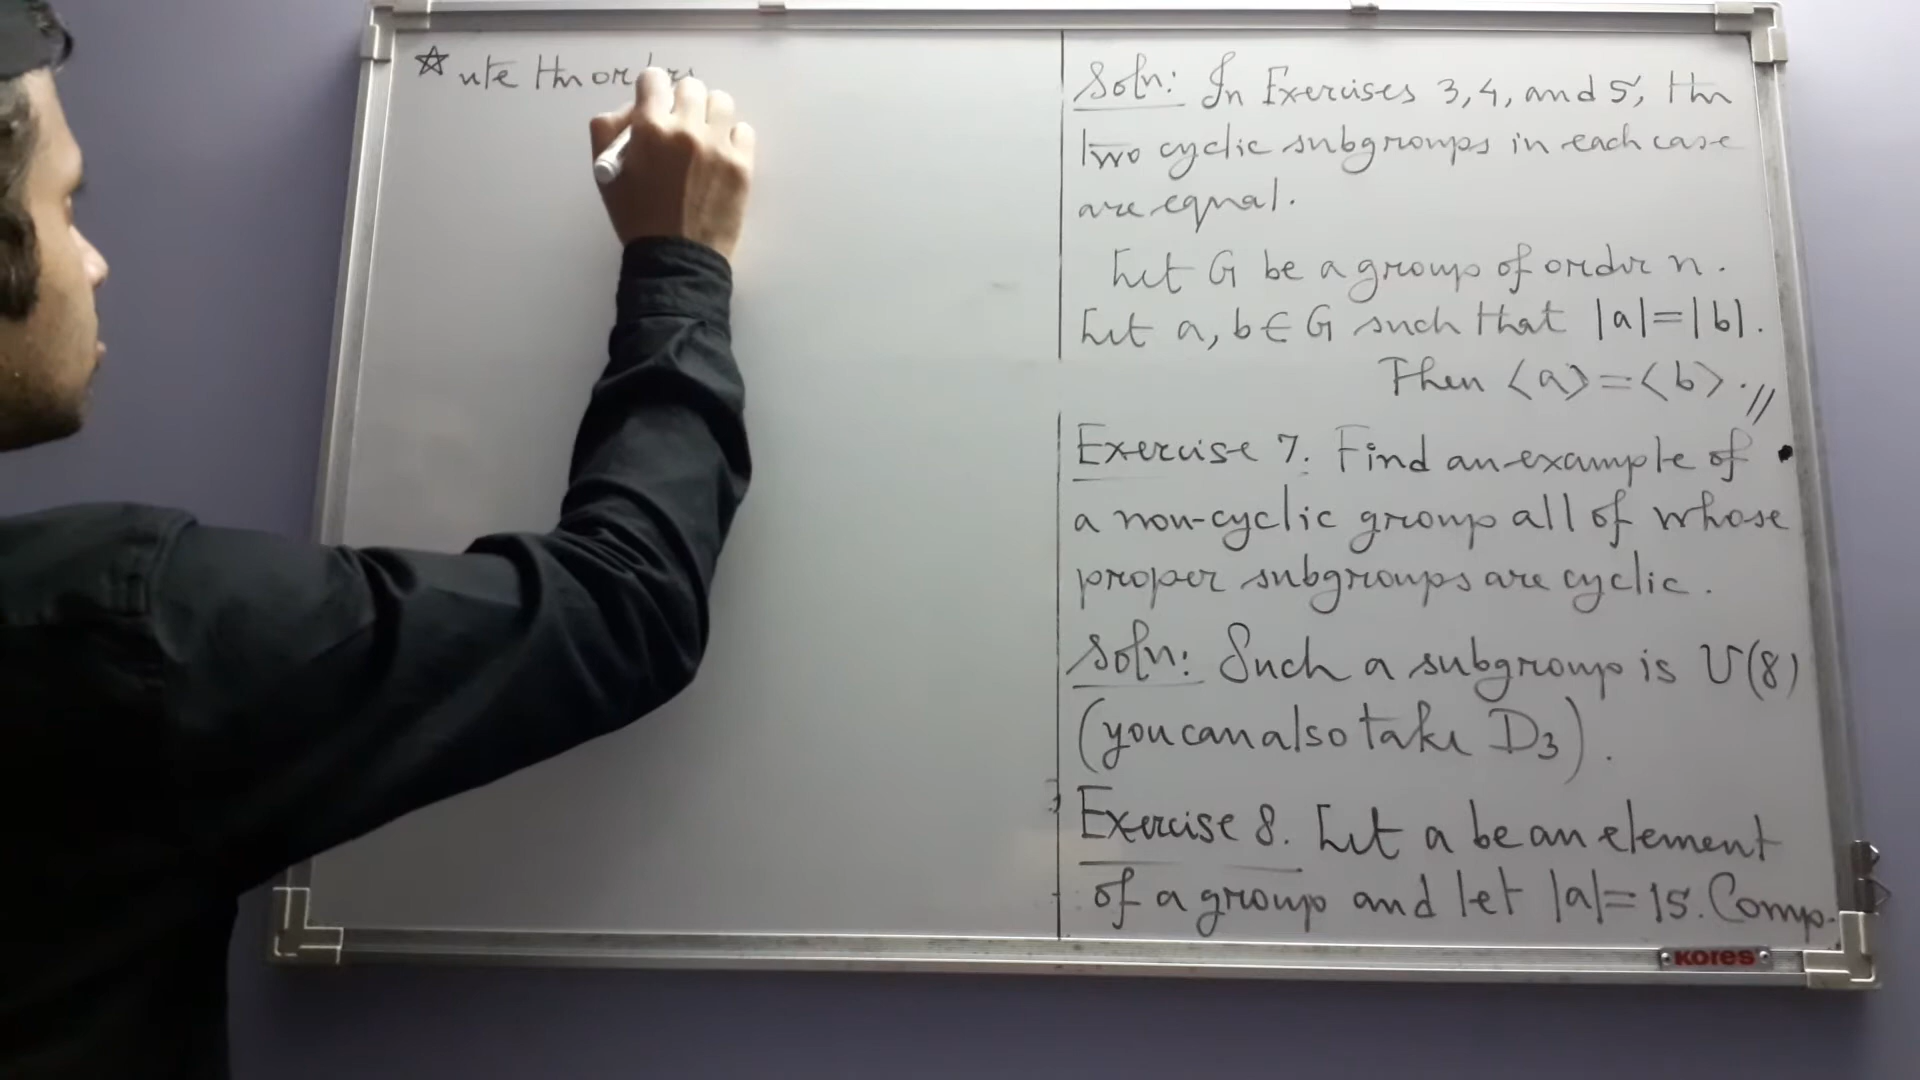 ☆ ute the orders
Soln: In Exercises 3, 4, and 5, the
two cyclic subgroups in each case
are equal.
Let G be a group of order n.
Let a, b ∈ G such that |a|=|b|.
Then <a>=<b>.//
Exercise 7. Find an example of
a non-cyclic group all of whose
proper subgroups are cyclic.
Soln: Such a subgroup is U(8)
(you can also take D₃).
Exercise 8. Let a be an element
of a group and let |a|=15. Comp-
KORES